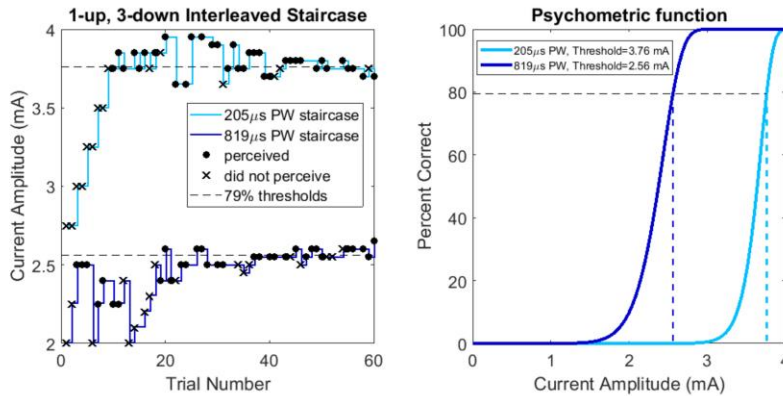 1-up, 3-down Interleaved Staircase
4
3.5
3
2.5
2
Current Amplitude (mA)
205μs PW staircase
819μs PW staircase
perceived
did not perceive
79% thresholds
0
20
40
60
Trial Number
Psychometric function
100
80
60
40
20
0
Percent Correct
205μs PW, Threshold=3.76 mA
819μs PW, Threshold=2.56 mA
0
1
2
3
4
Current Amplitude (mA)